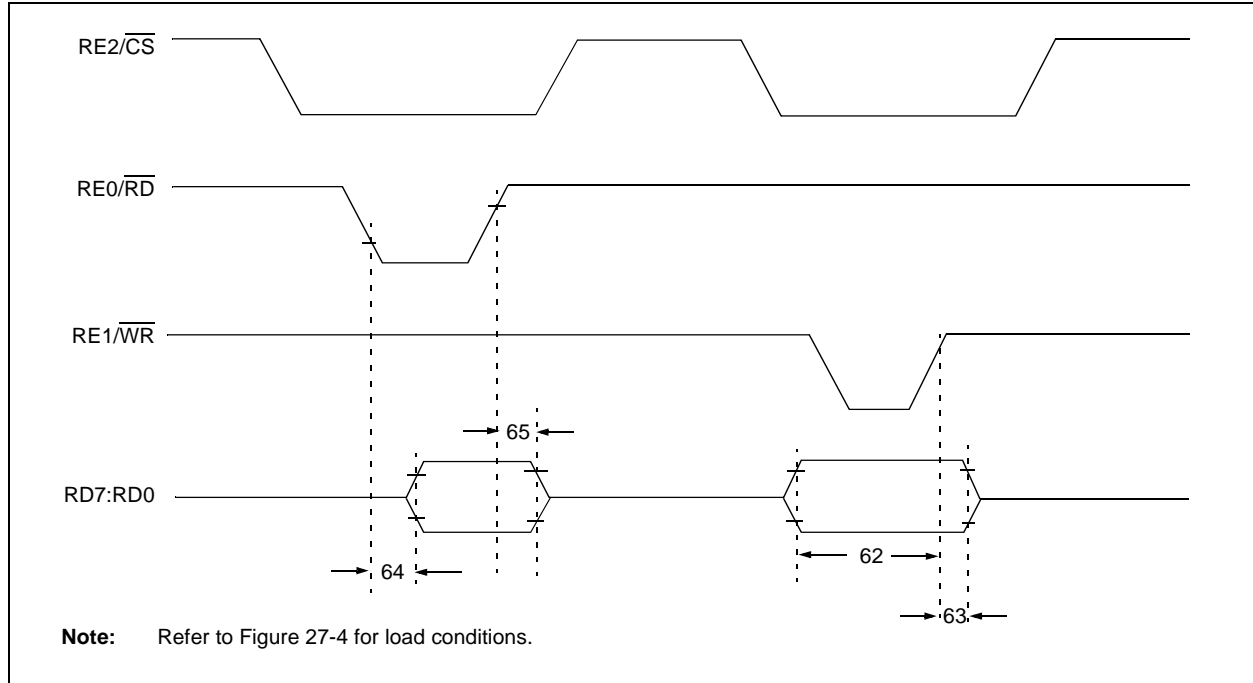 RE2/CS
RE0/RD
RE1/WR
65
RD7:RD0
62
64
63
Note: Refer to Figure 27-4 for load conditions.